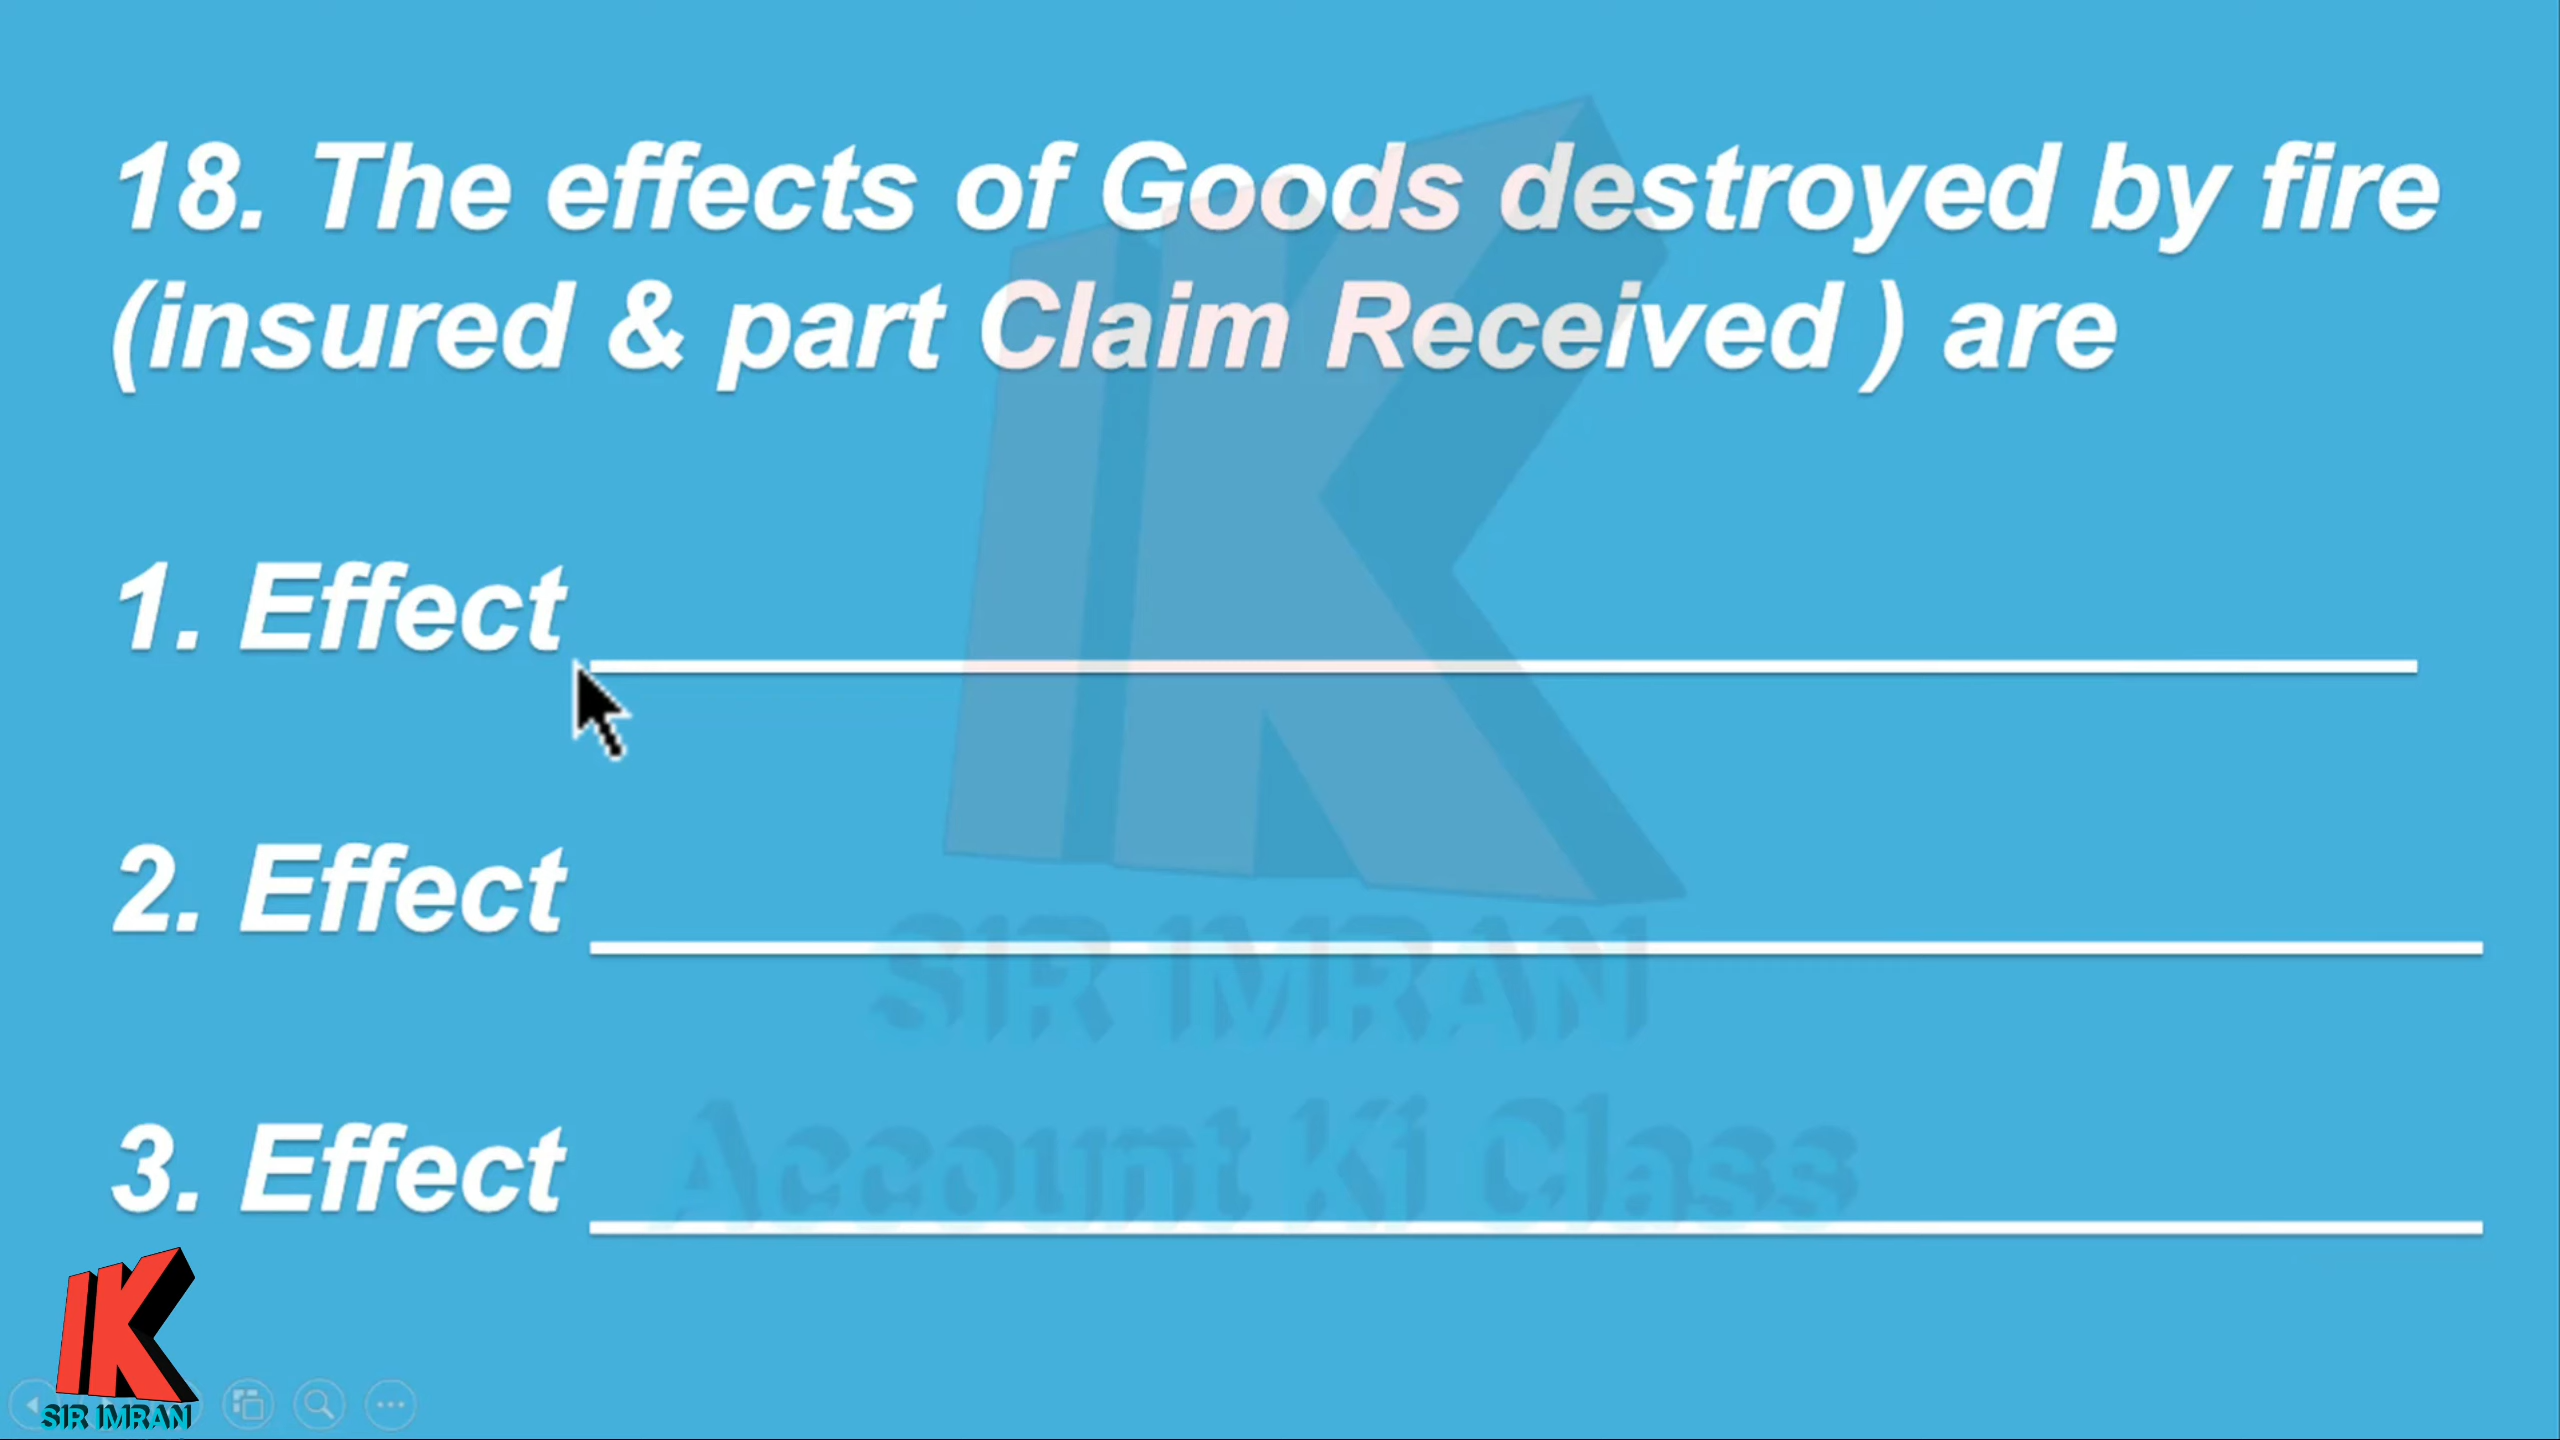 18. The effects of Goods destroyed by fire
(insured & part Claim Received ) are
1. Effect
2. Effect
3. Effect
SIR IMRAN
Account Ki Class
SIR IMRAN